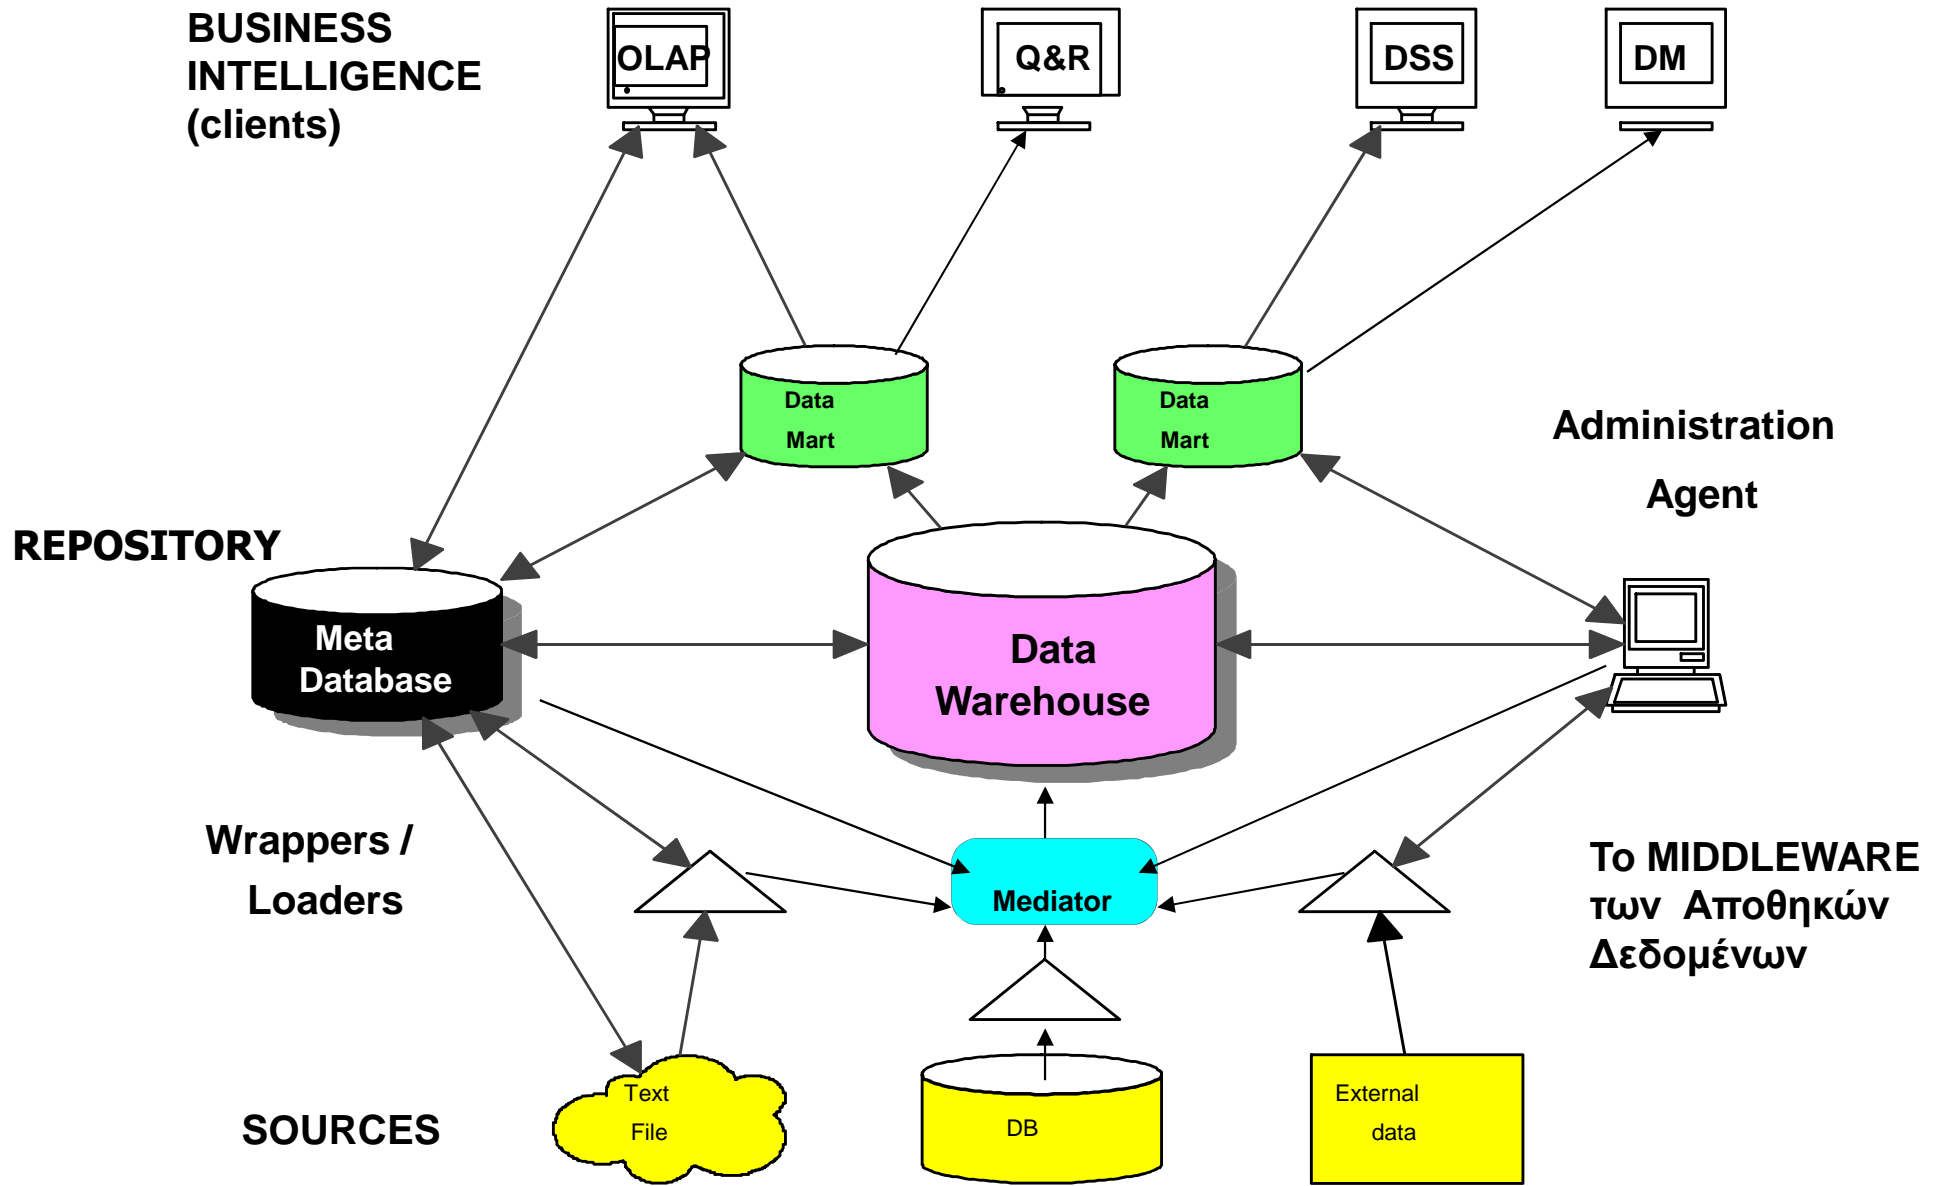 BUSINESS
INTELLIGENCE
(clients)
OLAP
Q&R
DSS
DM
Data
Mart
Data
Mart
Administration
Agent
REPOSITORY
Meta
Database
Data
Warehouse
Wrappers /
Loaders
Mediator
Το MIDDLEWARE
των Αποθηκών
Δεδομένων
SOURCES
Text
File
DB
External
data